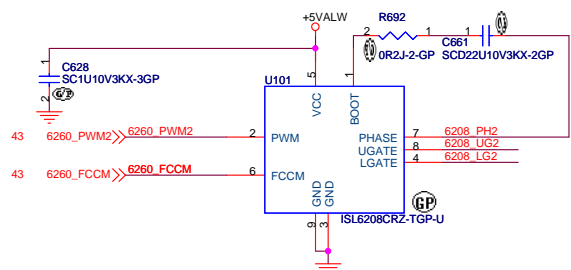 +5VALW
R692
2
1
0R2J-2-GP
1
C661
2
SCD22U10V3KX-2GP
1
C628
SC1U10V3KX-3GP
2
GP
U101
5
1
VCC
BOOT
43 6260_PWM2 6260_PWM2 2 PWM
PHASE 7 6208_PH2
UGATE 8 6208_UG2
LGATE 4 6208_LG2
43 6260_FCCM 6260_FCCM 6 FCCM
GND
GND
GP
9
3
ISL6208CRZ-TGP-U